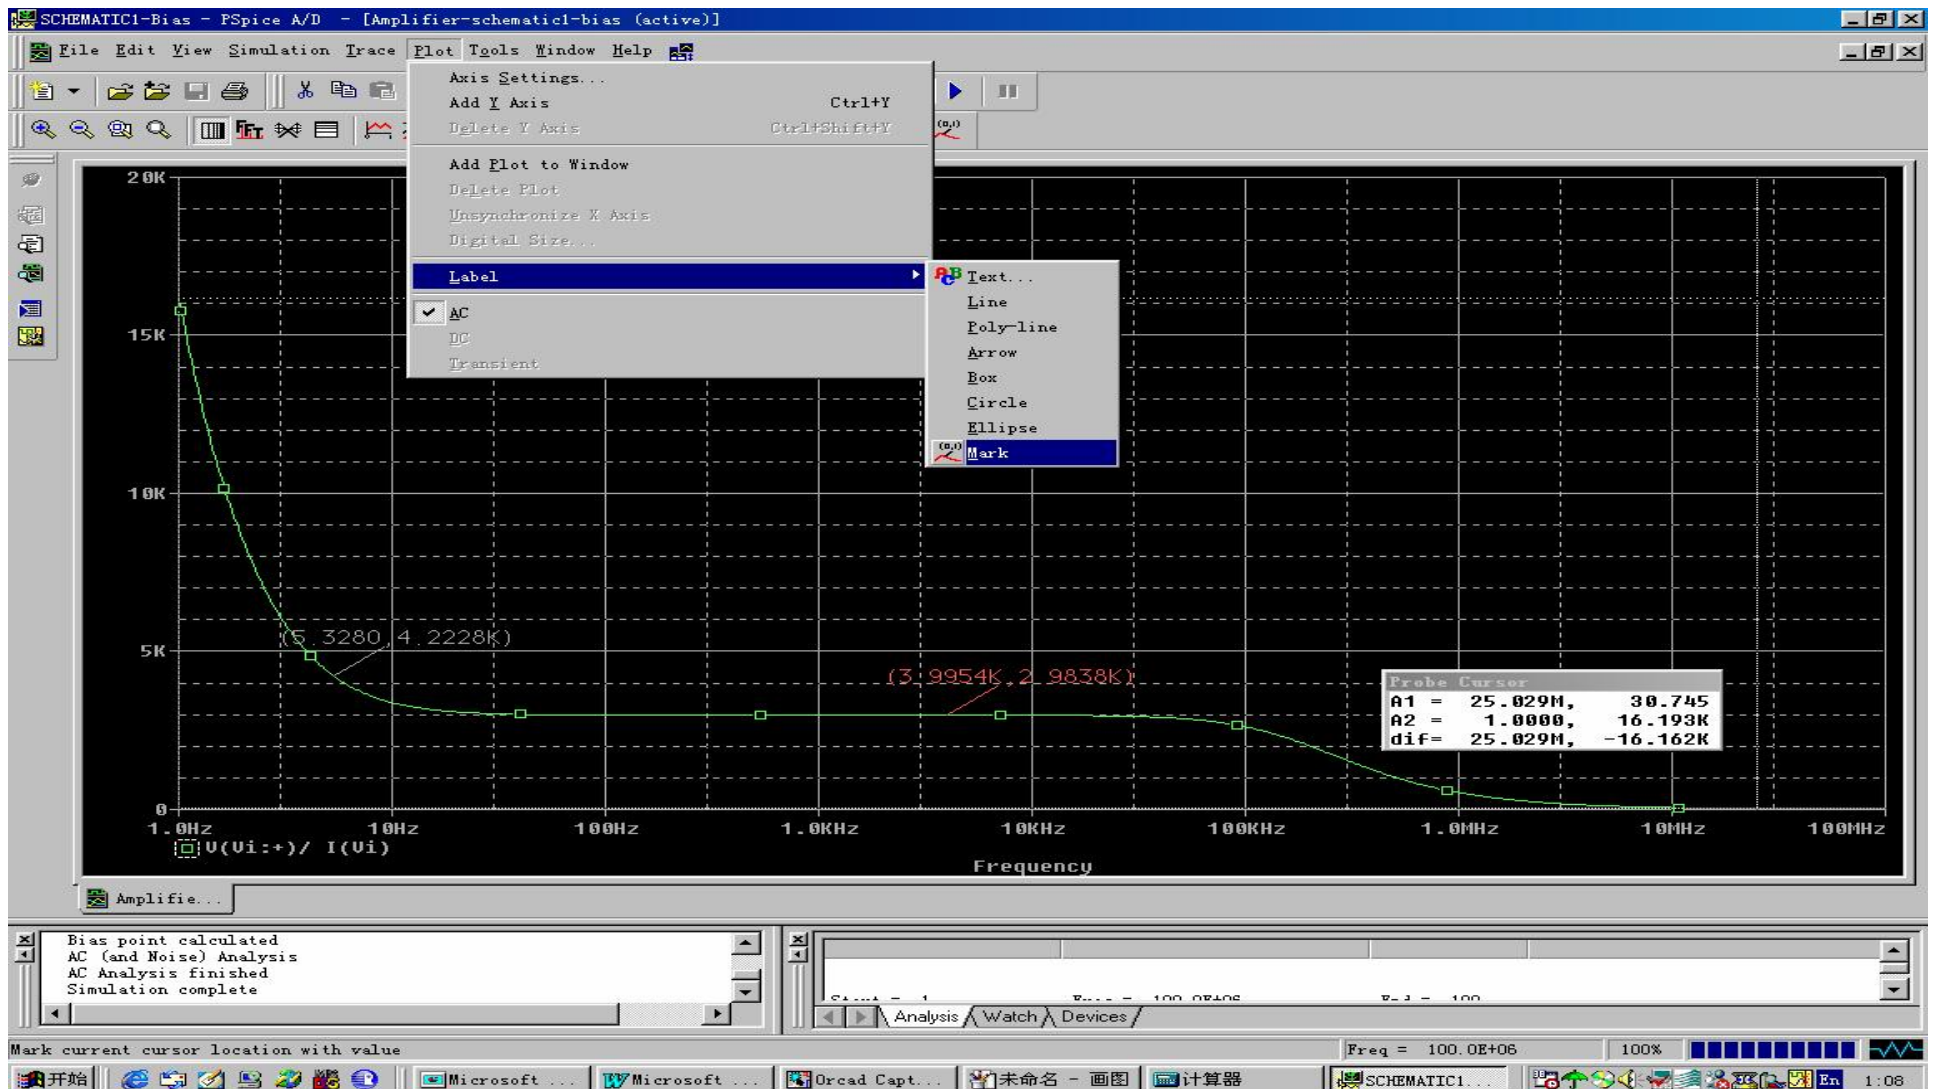 SCHEMATIC1-Bias - PSpice A/D - [Amplifier-schematic1-bias (active)]
File Edit View Simulation Trace Plot Tools Window Help
Axis Settings...
Add Y Axis Ctrl+Y
Delete Y Axis Ctrl+Shift+Y
Add Plot to Window
Delete Plot
Unsynchronize X Axis
Digital Size...
Label
AC
DC
Transient
Text...
Line
Poly-line
Arrow
Box
Circle
Ellipse
Mark
FFT
(0,1)
20K
15K
10K
5K
0
(5.3280,4.2228K)
(3.9954K,2.9838K)
Probe Cursor
A1 = 25.029M, 30.745
A2 = 1.0000, 16.193K
dif= 25.029M, -16.162K
1.0Hz 10Hz 100Hz 1.0KHz 10KHz 100KHz 1.0MHz 10MHz 100MHz
V(Vi:+)/ I(Vi)
Frequency
Amplifie...
Bias point calculated
AC (and Noise) Analysis
AC Analysis finished
Simulation complete
Analysis Watch Devices
Mark current cursor location with value
Freq = 100.0E+06 100%
开始 Microsoft ... Microsoft ... Orcad Capt... 未命名 - 画图 计算器 SCHEMATIC1... En 1:08